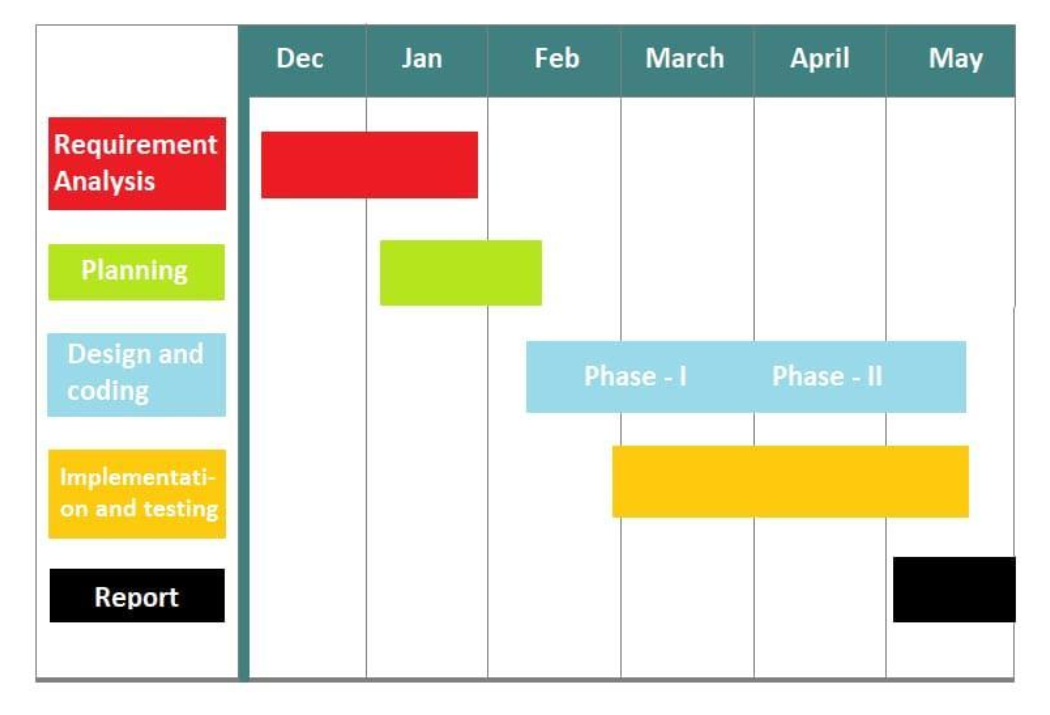 Dec Jan Feb March April May
Requirement
Analysis
Planning
Design and
coding
Phase - I Phase - II
Implementati-
on and testing
Report